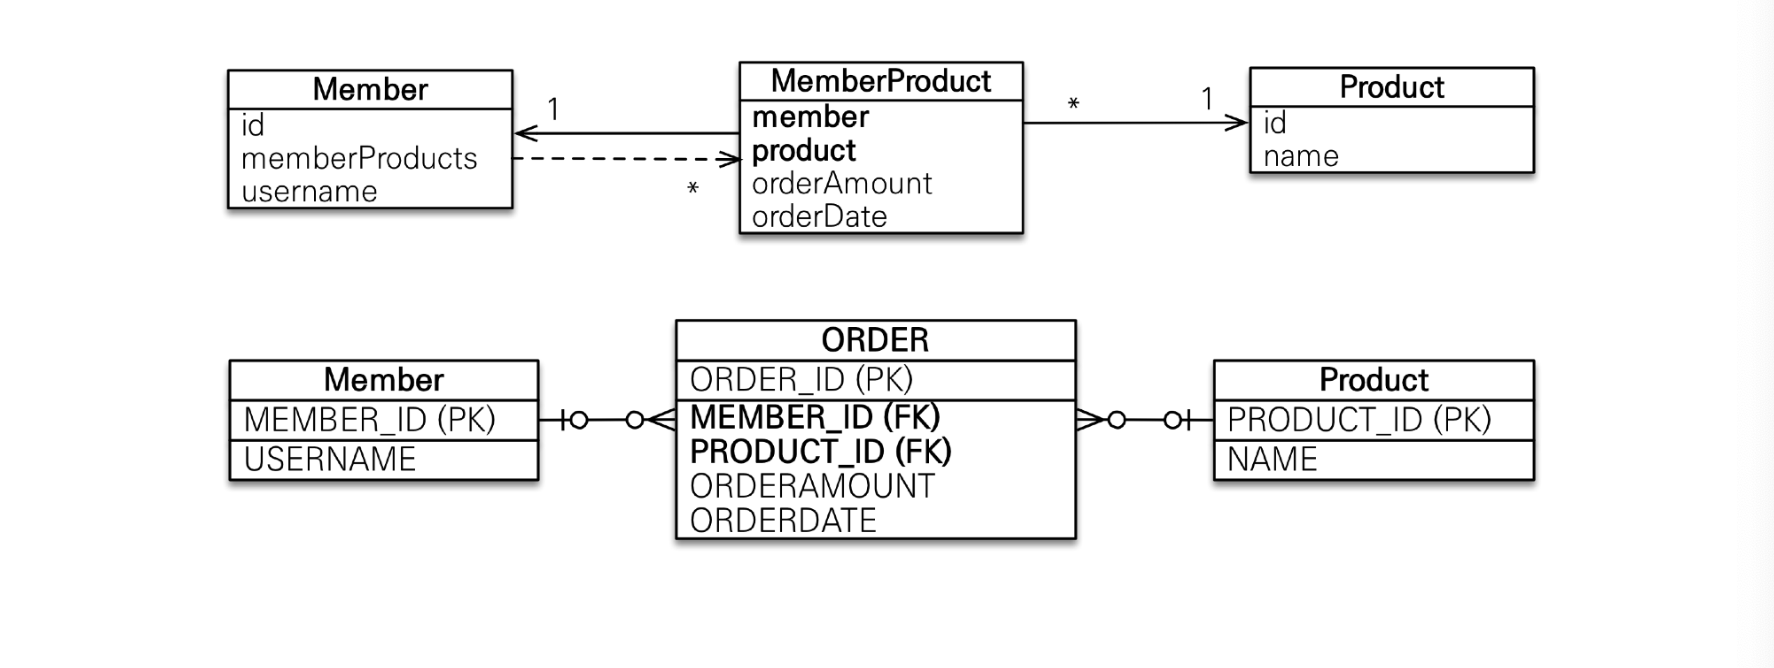 Member
id
memberProducts
username
1
*
MemberProduct
member
product
orderAmount
orderDate
*
1
Product
id
name
Member
MEMBER_ID (PK)
USERNAME
ORDER
ORDER_ID (PK)
MEMBER_ID (FK)
PRODUCT_ID (FK)
ORDERAMOUNT
ORDERDATE
Product
PRODUCT_ID (PK)
NAME